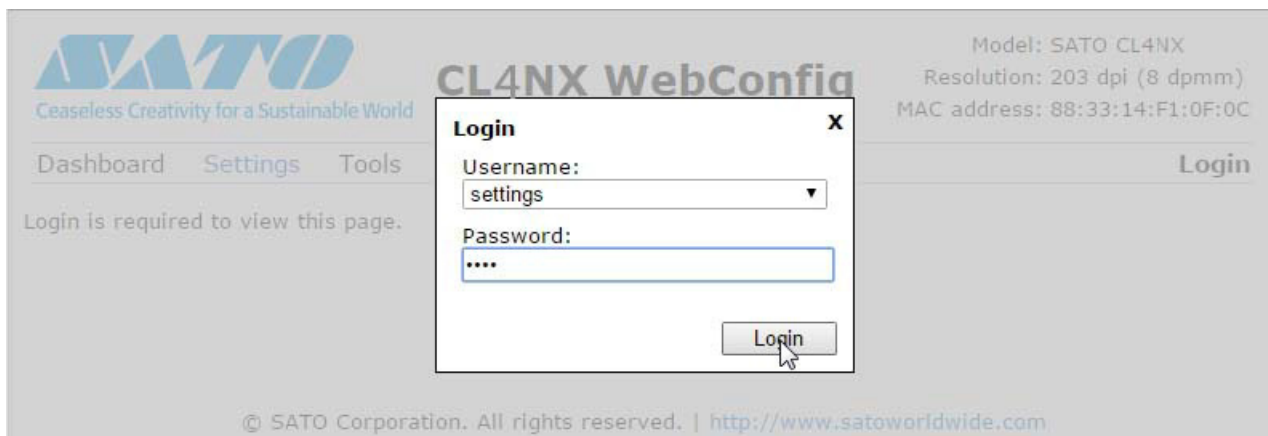 SATO
Ceaseless Creativity for a Sustainable World
CL4NX WebConfig
Model: SATO CL4NX
Resolution: 203 dpi (8 dpmm)
MAC address: 88:33:14:F1:0F:0C
Dashboard Settings Tools
Login
Login is required to view this page.
Login x
Username:
settings
Password:
••••
Login
© SATO Corporation. All rights reserved. | http://www.satoworldwide.com